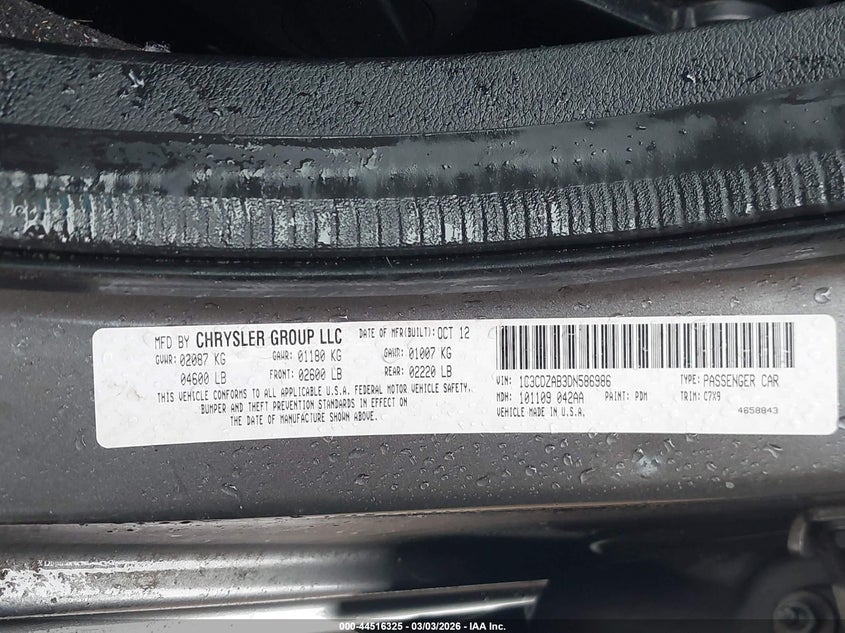 MFD BY CHRYSLER GROUP LLC DATE OF MFR(BUILT): OCT 12
GVWR: 02087 KG GAWR: 01180 KG GAWR: 01007 KG
04600 LB FRONT: 02600 LB REAR: 02220 LB
THIS VEHICLE CONFORMS TO ALL APPLICABLE U.S.A. FEDERAL MOTOR VEHICLE SAFETY,
BUMPER AND THEFT PREVENTION STANDARDS IN EFFECT ON
THE DATE OF MANUFACTURE SHOWN ABOVE.
VIN: 1C3CDZAB3DN586986 TYPE: PASSENGER CAR
MDH: 101109 042AA PAINT: PDM TRIM: C7X9
VEHICLE MADE IN U.S.A. 4658843
000-44516325 - 03/03/2026 - IAA Inc.